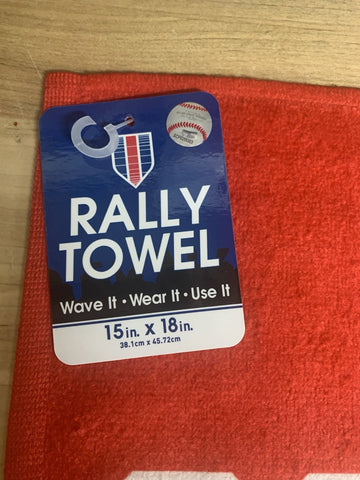 RALLY
TOWEL
Wave It • Wear It • Use It
15in. x 18in.
38.1cm x 45.72cm